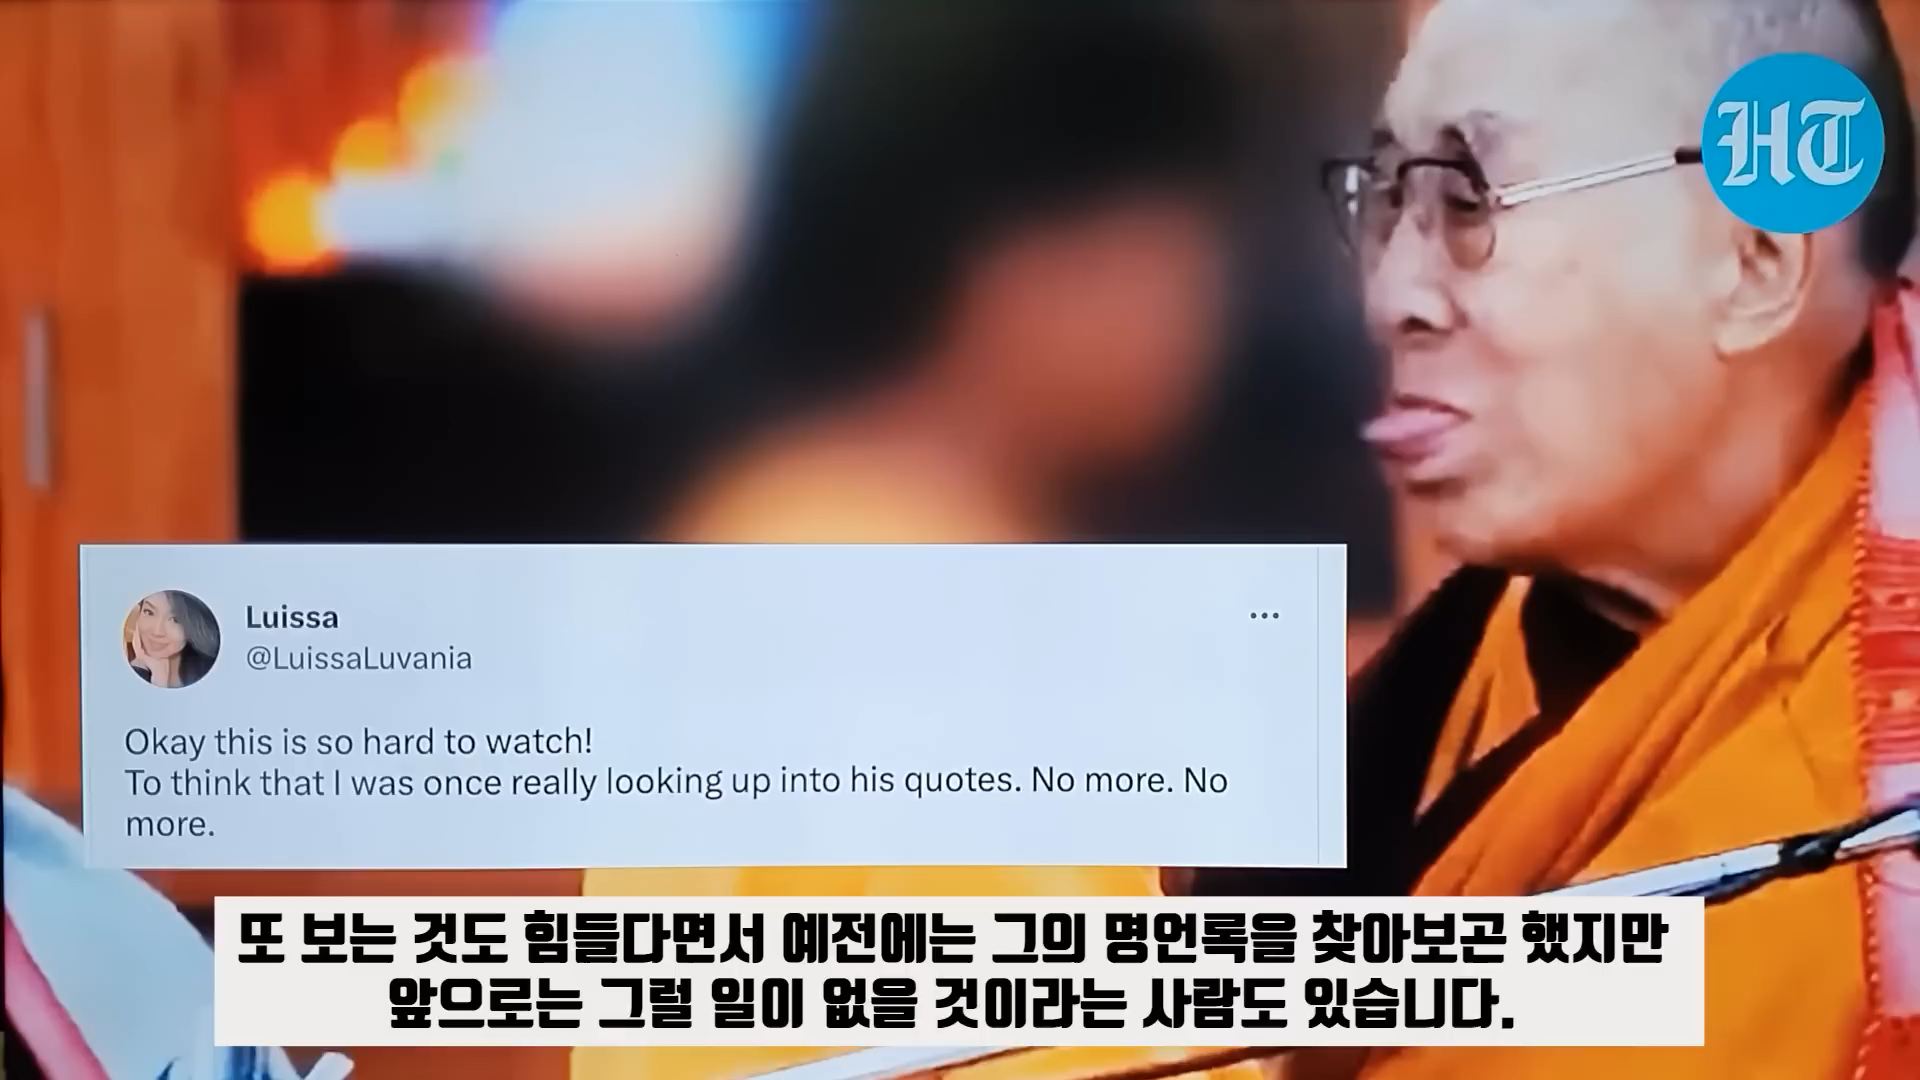 HT
Luissa
@LuissaLuvania
Okay this is so hard to watch!
To think that I was once really looking up into his quotes. No more. No
more.
또 보는 것도 힘들다면서 예전에는 그의 명언록을 찾아보곤 했지만
앞으로는 그럴 일이 없을 것이라는 사람도 있습니다.